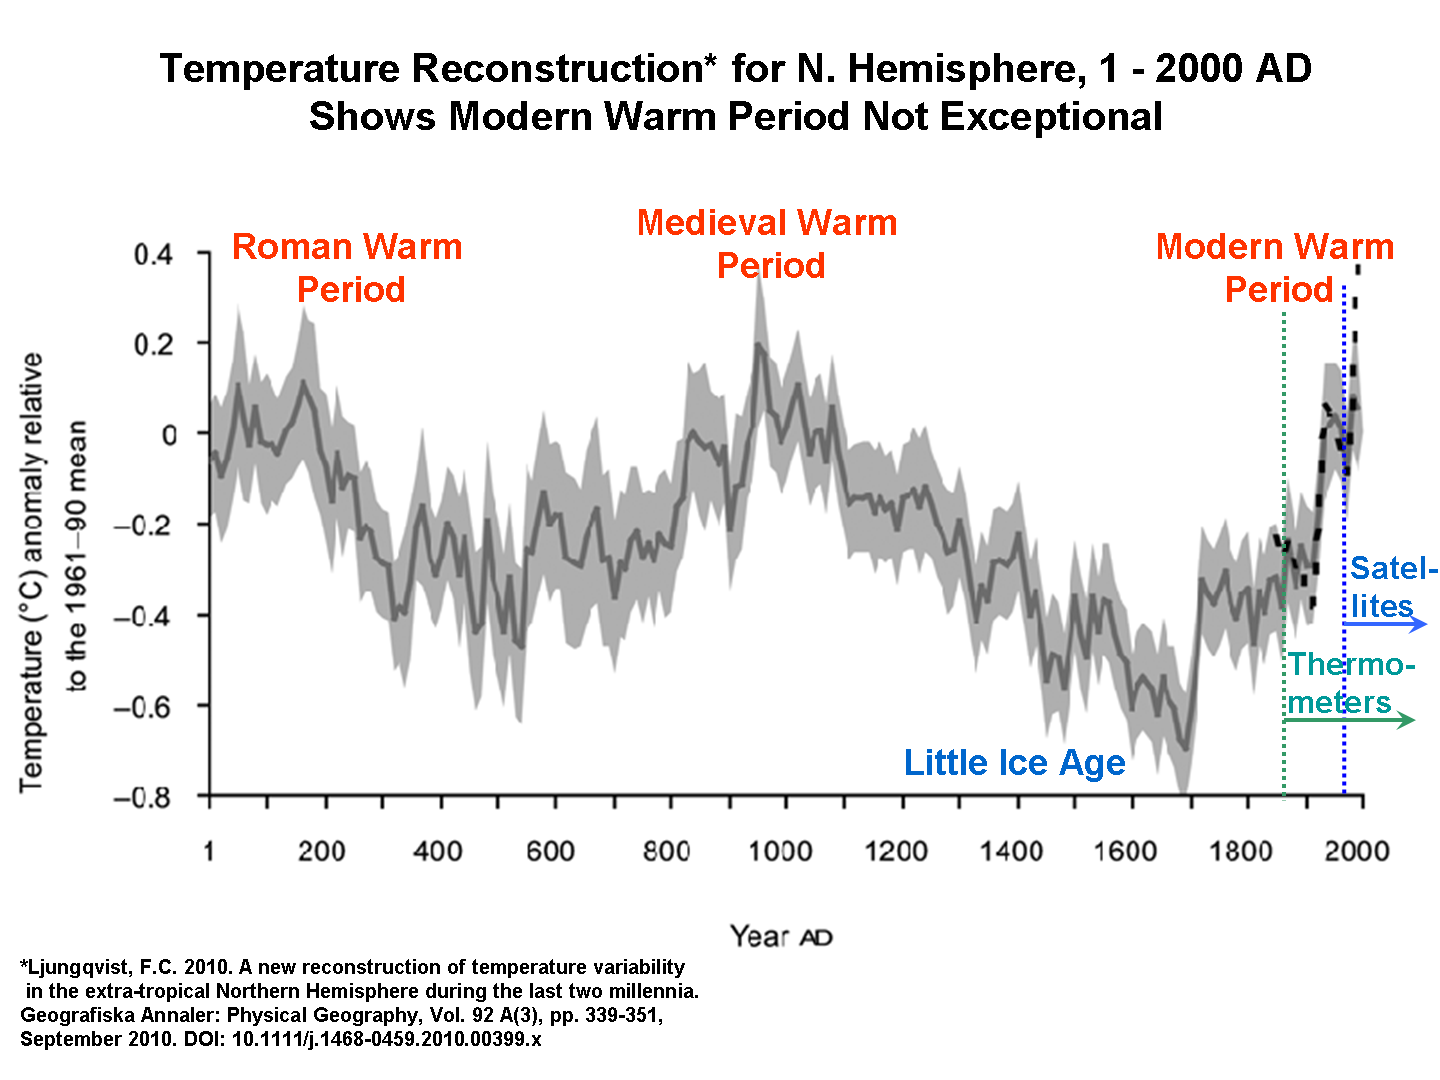 Temperature Reconstruction* for N. Hemisphere, 1 - 2000 AD
Shows Modern Warm Period Not Exceptional
Roman Warm
Period
Medieval Warm
Period
Modern Warm
Period
Temperature (°C) anomaly relative
to the 1961–90 mean
0.4
0.2
0
–0.2
–0.4
–0.6
–0.8
Satel-
lites
Thermo-
meters
Little Ice Age
1
200
400
600
800
1000
1200
1400
1600
1800
2000
Year AD
*Ljungqvist, F.C. 2010. A new reconstruction of temperature variability
in the extra-tropical Northern Hemisphere during the last two millennia.
Geografiska Annaler: Physical Geography, Vol. 92 A(3), pp. 339-351,
September 2010. DOI: 10.1111/j.1468-0459.2010.00399.x